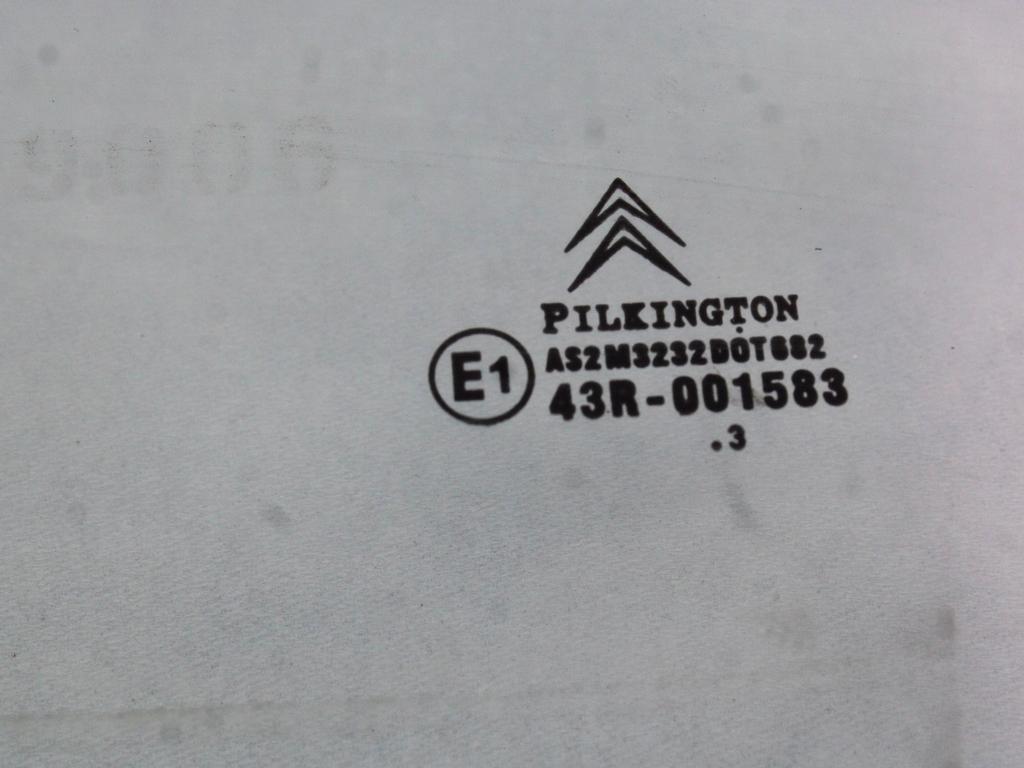 PILKINGTON
AS2M3232DOT682
E1
43R-001583
.3